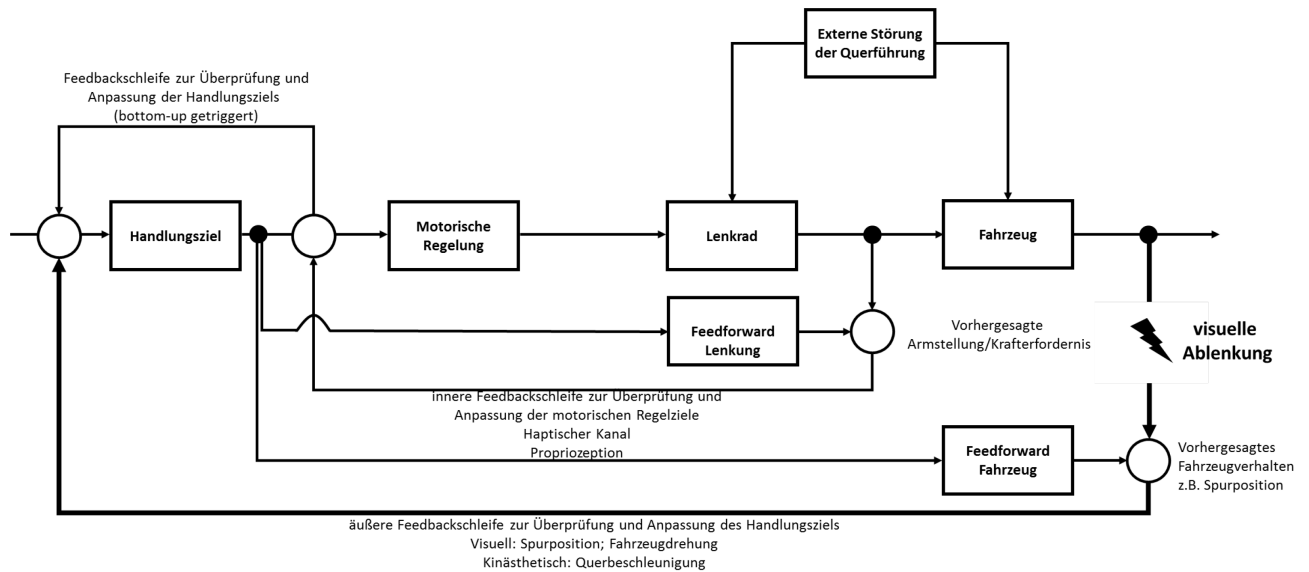 Externe Störung
der Querführung
Feedbackschleife zur Überprüfung und
Anpassung der Handlungsziels
(bottom-up getriggert)
Handlungsziel
Motorische
Regelung
Lenkrad
Fahrzeug
Feedforward
Lenkung
Vorhergesagte
Armstellung/Krafterfordernis
visuelle
Ablenkung
innere Feedbackschleife zur Überprüfung und
Anpassung der motorischen Regelziele
Haptischer Kanal
Propriozeption
Feedforward
Fahrzeug
Vorhergesagtes
Fahrzeugverhalten
z.B. Spurposition
äußere Feedbackschleife zur Überprüfung und Anpassung des Handlungsziels
Visuell: Spurposition; Fahrzeugdrehung
Kinästhetisch: Querbeschleunigung